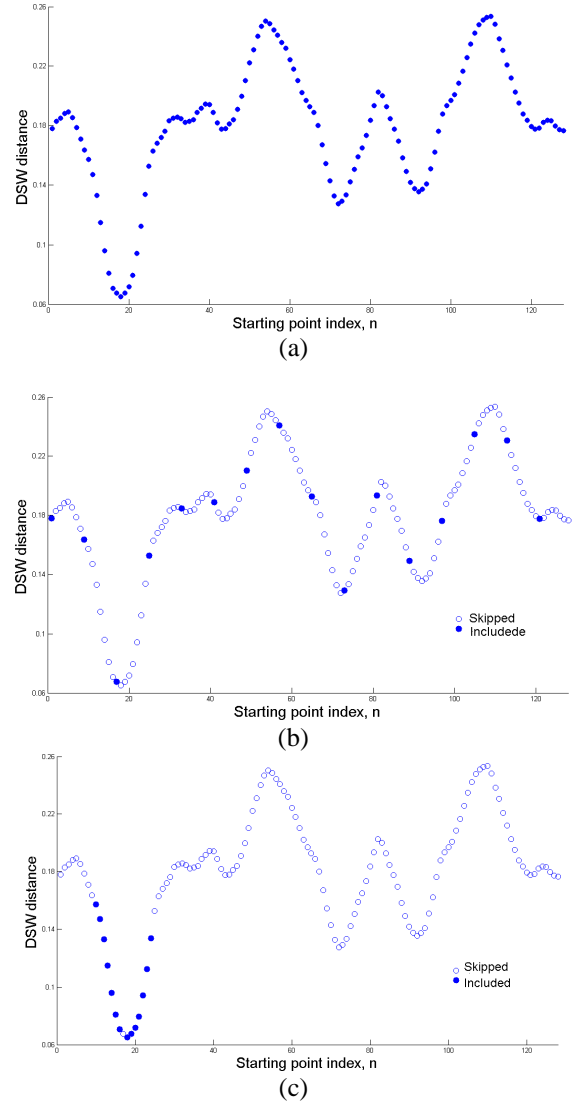 0.26
0.22
DSW distance
0.18
0.14
0.1
0.06
0 20 40 60 80 100 120
Starting point index, n
(a)
0.26
0.22
DSW distance
0.18
0.14
0.1
0.06
Skipped
Includede
0 20 40 60 80 100 120
Starting point index, n
(b)
0.26
0.22
DSW distance
0.18
0.14
0.1
0.06
Skipped
Included
0 20 40 60 80 100 120
Starting point index, n
(c)